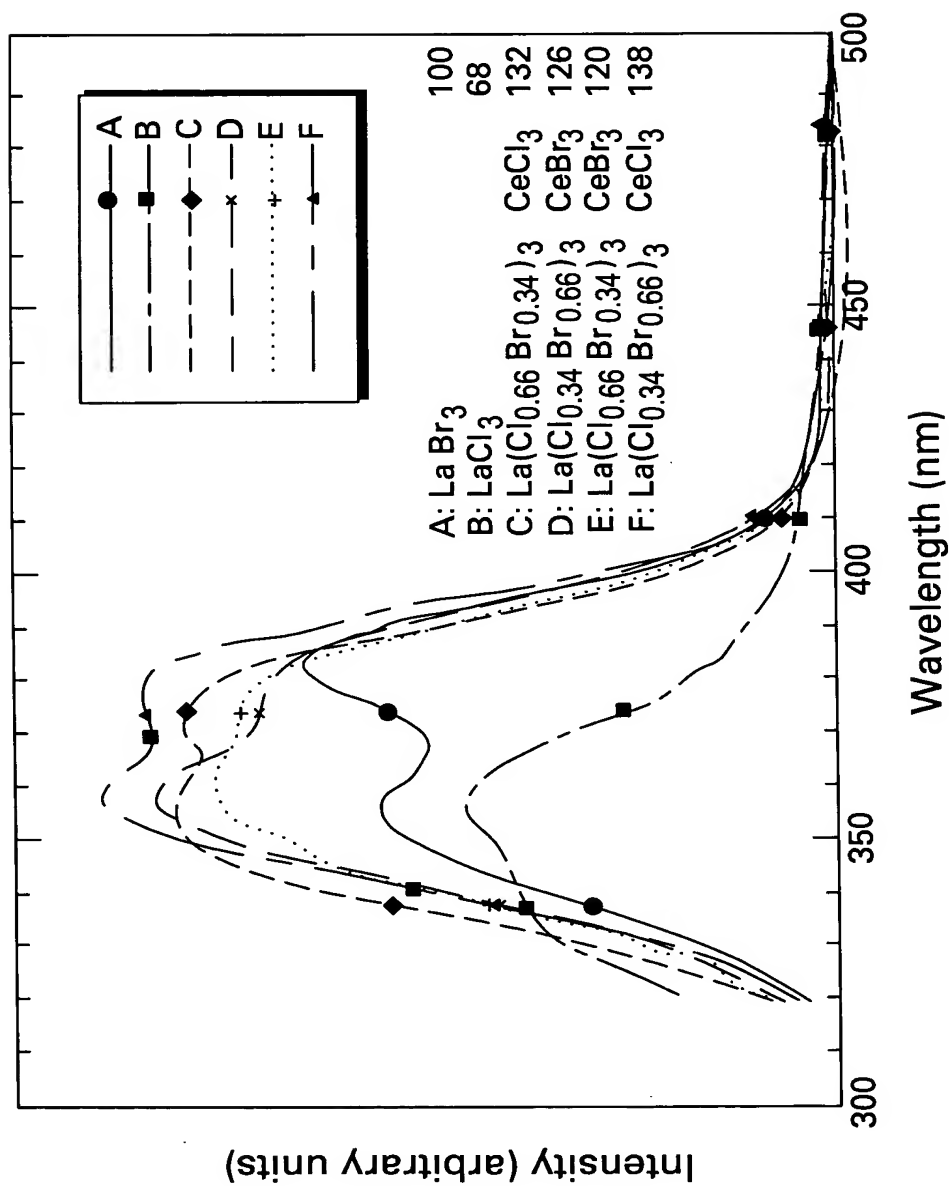 A
B
C
D
E
F
A: La Br3 100
B: LaCl3 68
C: La(Cl0.66 Br0.34)3 CeCl3 132
D: La(Cl0.34 Br0.66)3 CeBr3 126
E: La(Cl0.66 Br0.34)3 CeBr3 120
F: La(Cl0.34 Br0.66)3 CeCl3 138
300
350
400
450
500
Wavelength (nm)
Intensity (arbitrary units)